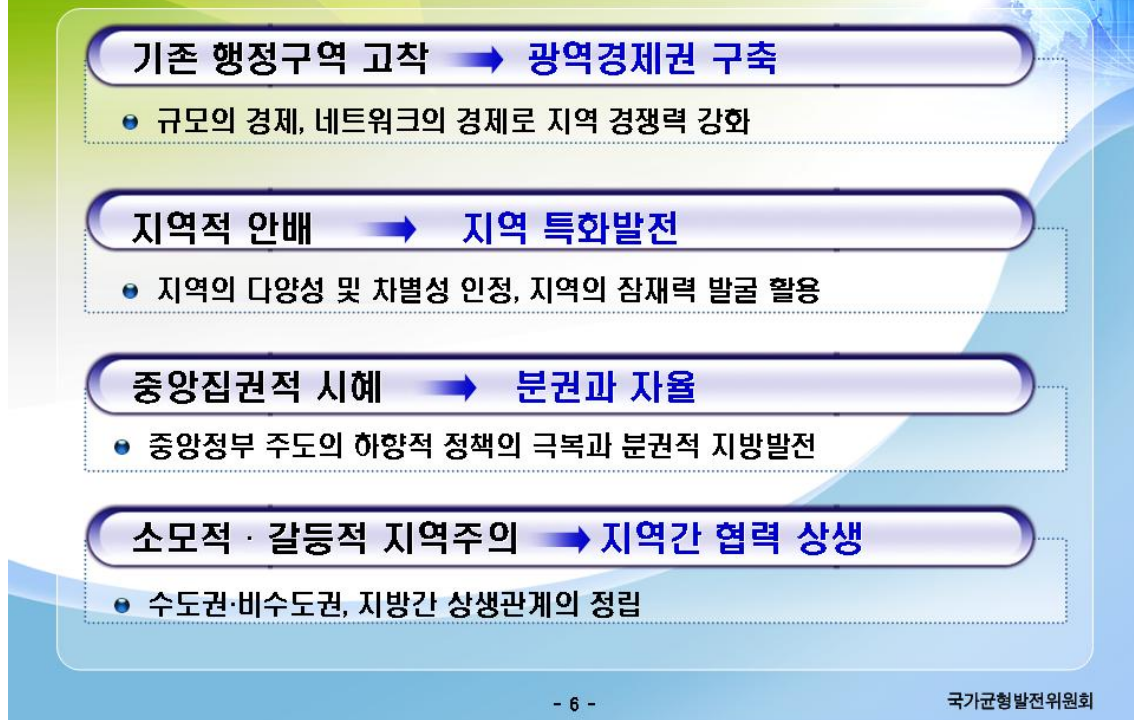 기존 행정구역 고착 → 광역경제권 구축
규모의 경제, 네트워크의 경제로 지역 경쟁력 강화
지역적 안배 → 지역 특화발전
지역의 다양성 및 차별성 인정, 지역의 잠재력 발굴 활용
중앙집권적 시혜 → 분권과 자율
중앙정부 주도의 하향적 정책의 극복과 분권적 지방발전
소모적 · 갈등적 지역주의 → 지역간 협력 상생
수도권·비수도권, 지방간 상생관계의 정립
- 6 -
국가균형발전위원회